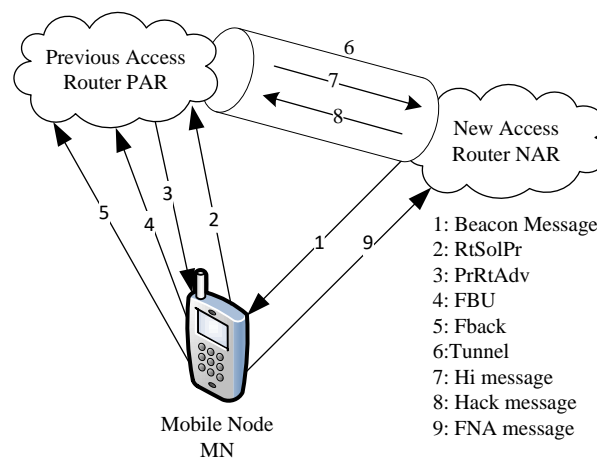 Previous Access
Router PAR
6
7
8
New Access
Router NAR
5
4
3
2
1
9
1: Beacon Message
2: RtSolPr
3: PrRtAdv
4: FBU
5: Fback
6:Tunnel
7: Hi message
8: Hack message
9: FNA message
Mobile Node
MN